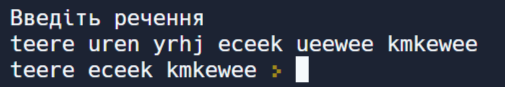 Введіть речення
teere uren yrhj eceek ueewee kmkewee
teere eceek kmkewee >